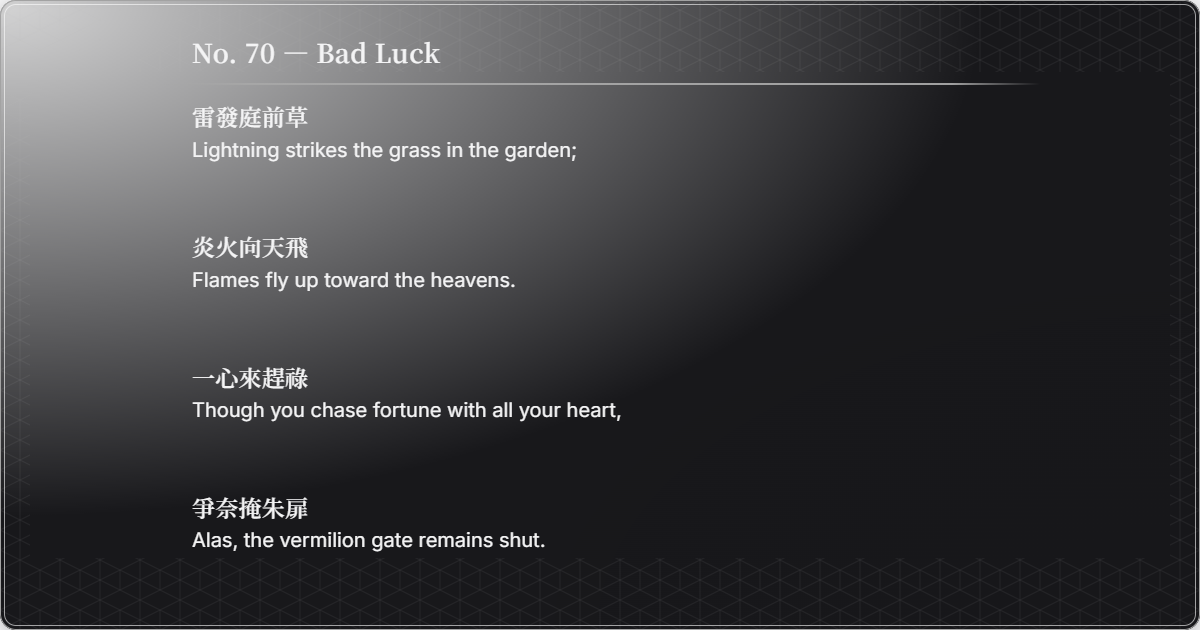 No. 70 — Bad Luck
雷發庭前草
Lightning strikes the grass in the garden;
炎火向天飛
Flames fly up toward the heavens.
一心來趕祿
Though you chase fortune with all your heart,
爭奈掩朱扉
Alas, the vermilion gate remains shut.